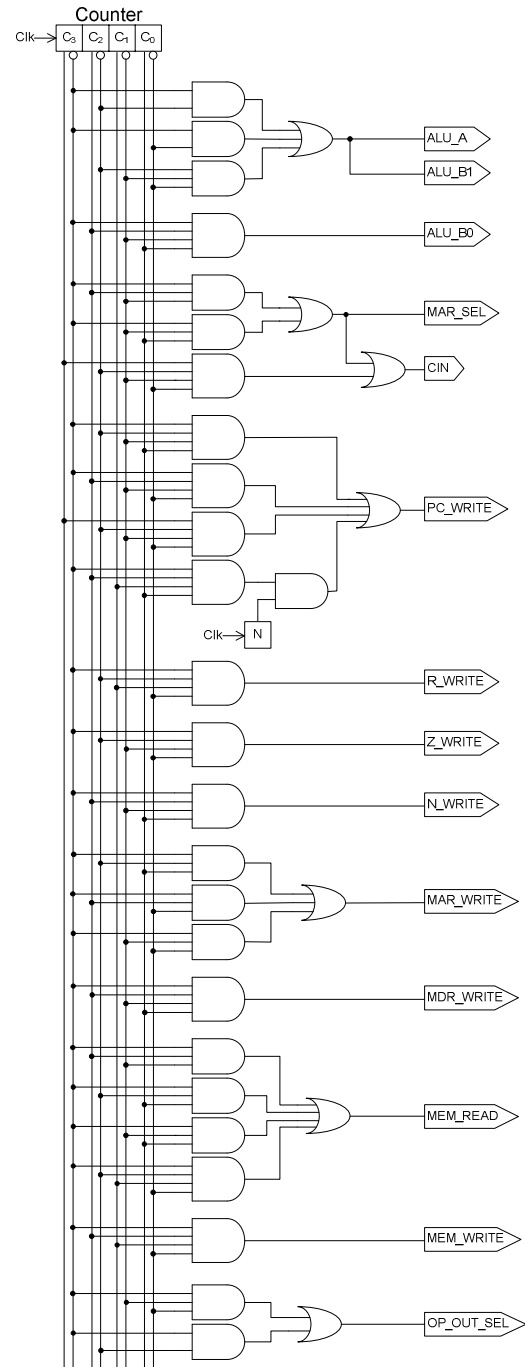 Counter
Clk
C3
C2
C1
C0
ALU_A
ALU_B1
ALU_B0
MAR_SEL
CIN
PC_WRITE
Clk
N
R_WRITE
Z_WRITE
N_WRITE
MAR_WRITE
MDR_WRITE
MEM_READ
MEM_WRITE
OP_OUT_SEL